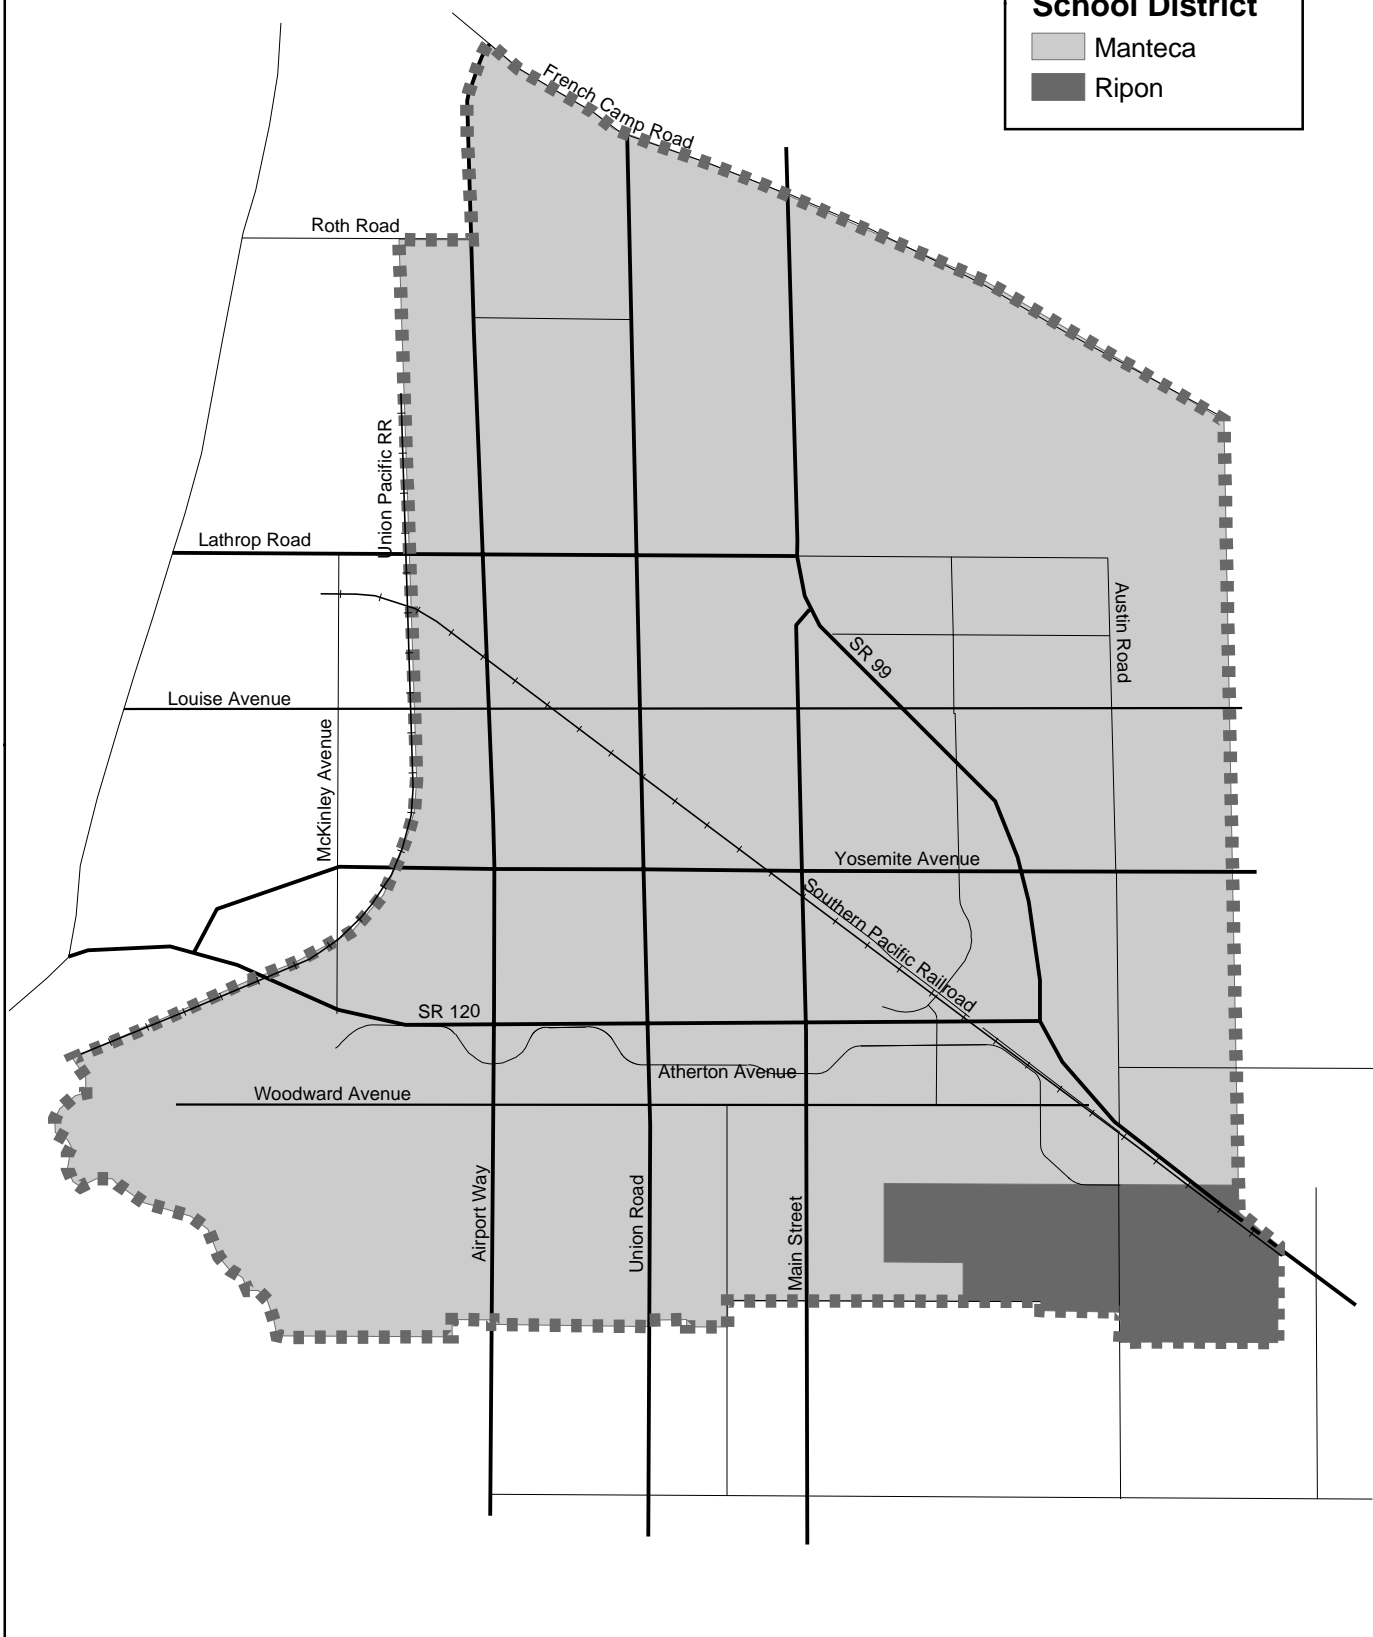 School District
Manteca
Ripon
French Camp Road
Roth Road
Union Pacific RR
Lathrop Road
Austin Road
SR 99
Louise Avenue
McKinley Avenue
Yosemite Avenue
Southern Pacific Railroad
SR 120
Atherton Avenue
Woodward Avenue
Airport Way
Union Road
Main Street